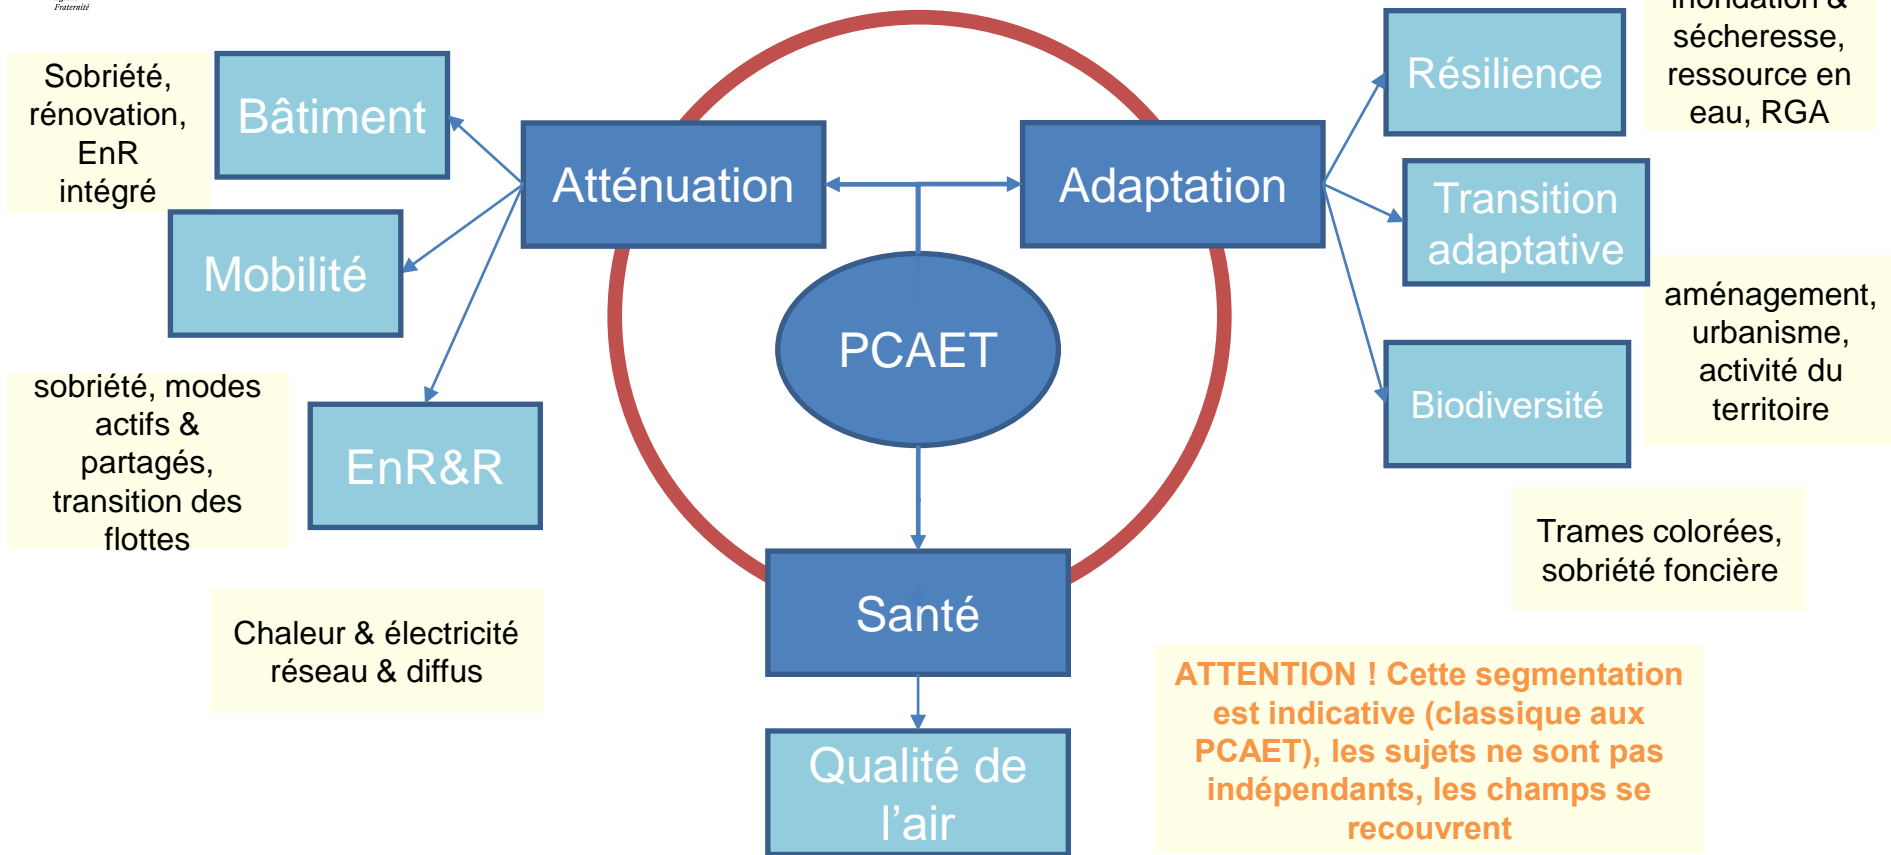 Fraternité
Sobriété,
rénovation,
EnR
intégré
Bâtiment
Mobilité
sobriété, modes
actifs &
partagés,
transition des
flottes
EnR&R
Chaleur & électricité
réseau & diffus
Atténuation
Adaptation
PCAET
Santé
Qualité de
l'air
Résilience
inondation &
sécheresse,
ressource en
eau, RGA
Transition
adaptative
aménagement,
urbanisme,
activité du
territoire
Biodiversité
Trames colorées,
sobriété foncière
ATTENTION ! Cette segmentation
est indicative (classique aux
PCAET), les sujets ne sont pas
indépendants, les champs se
recouvrent